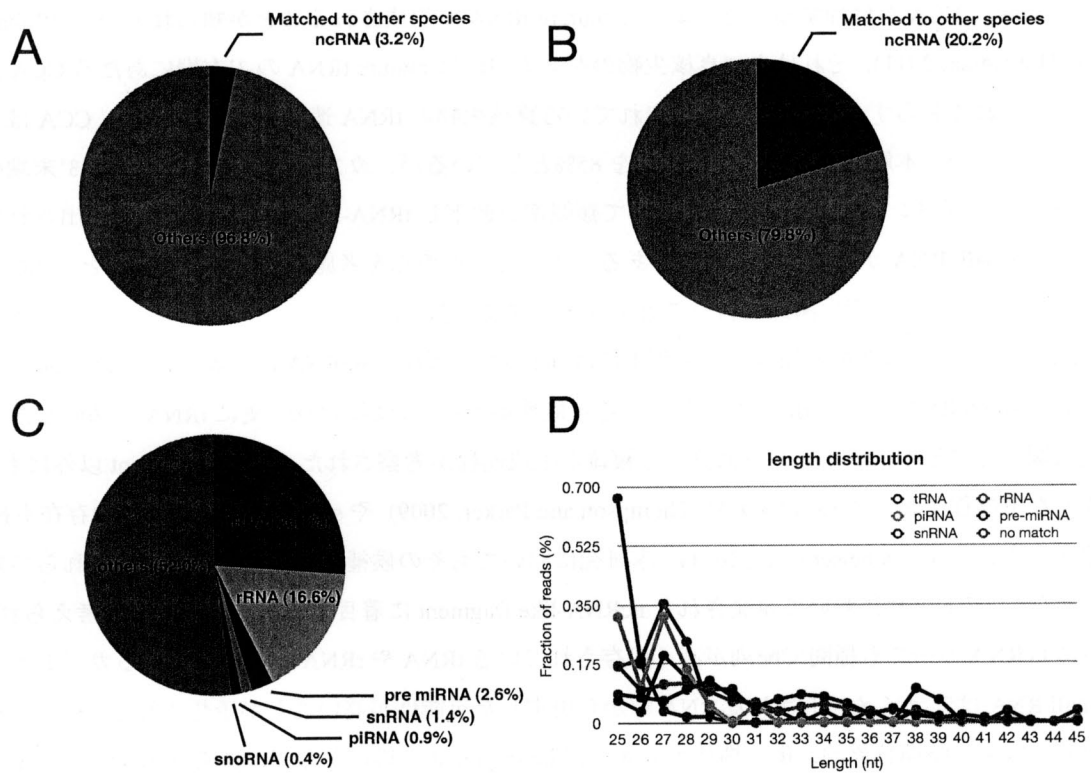 A
Matched to other species
ncRNA (3.2%)
Others (96.8%)
B
Matched to other species
ncRNA (20.2%)
Others (79.8%)
C
Others
rRNA (16.6%)
pre miRNA (2.6%)
snRNA (1.4%)
piRNA (0.9%)
snoRNA (0.4%)
D
length distribution
Fraction of reads (%)
0.700
0.525
0.350
0.175
0
tRNA rRNA
piRNA pre-miRNA
snRNA no match
25 26 27 28 29 30 31 32 33 34 35 36 37 38 39 40 41 42 43 44 45
Length (nt)